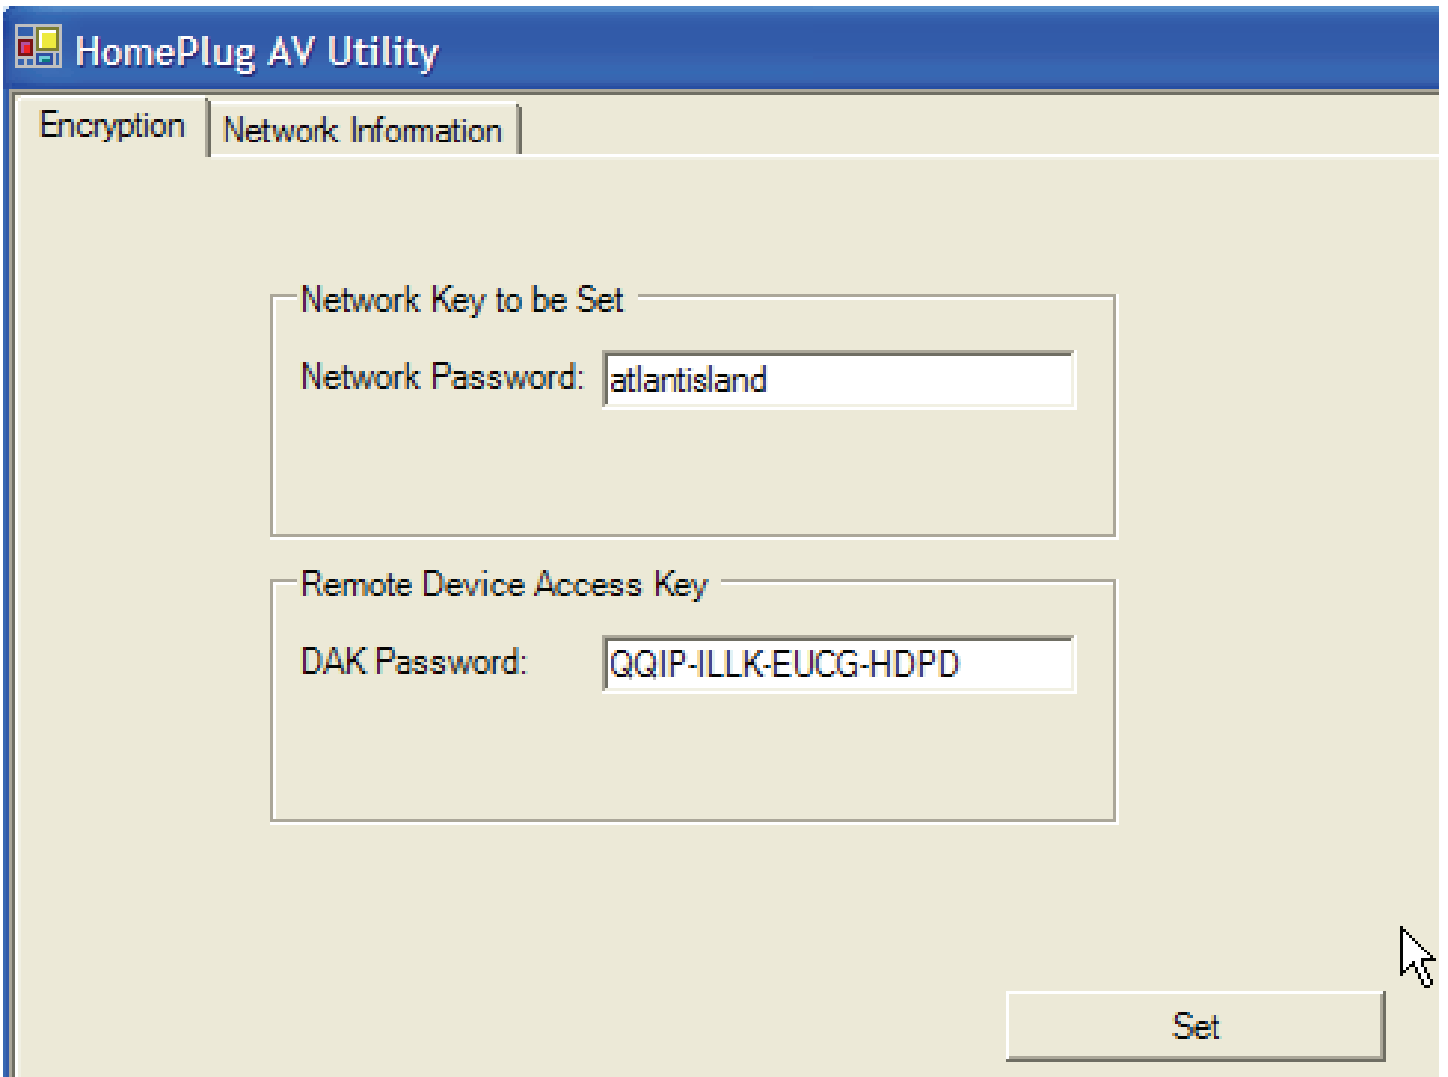 HomePlug AV Utility
Encryption
Network Information
Network Key to be Set
Network Password: atlantisland
Remote Device Access Key
DAK Password: QQIP-ILLK-EUCG-HDPD
Set